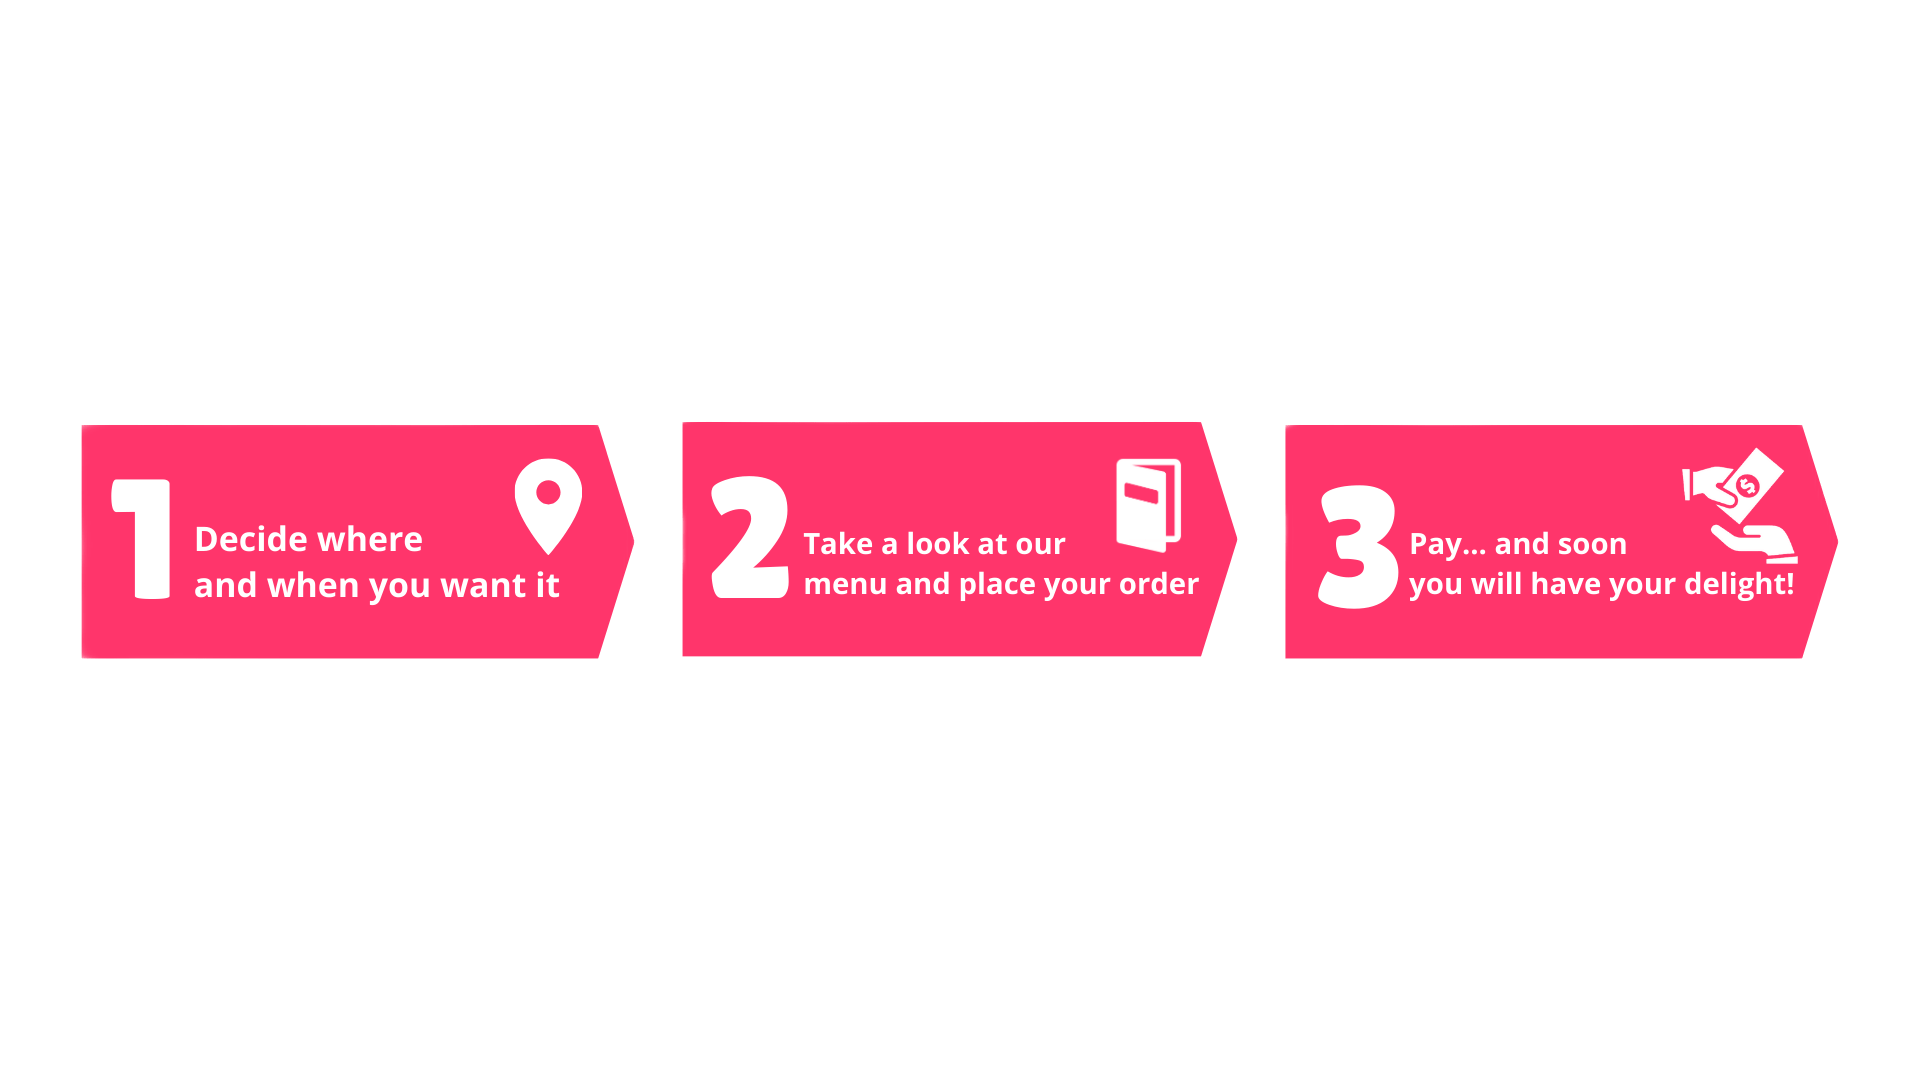 1
Decide where
and when you want it
2
Take a look at our
menu and place your order
3
Pay... and soon
you will have your delight!
$